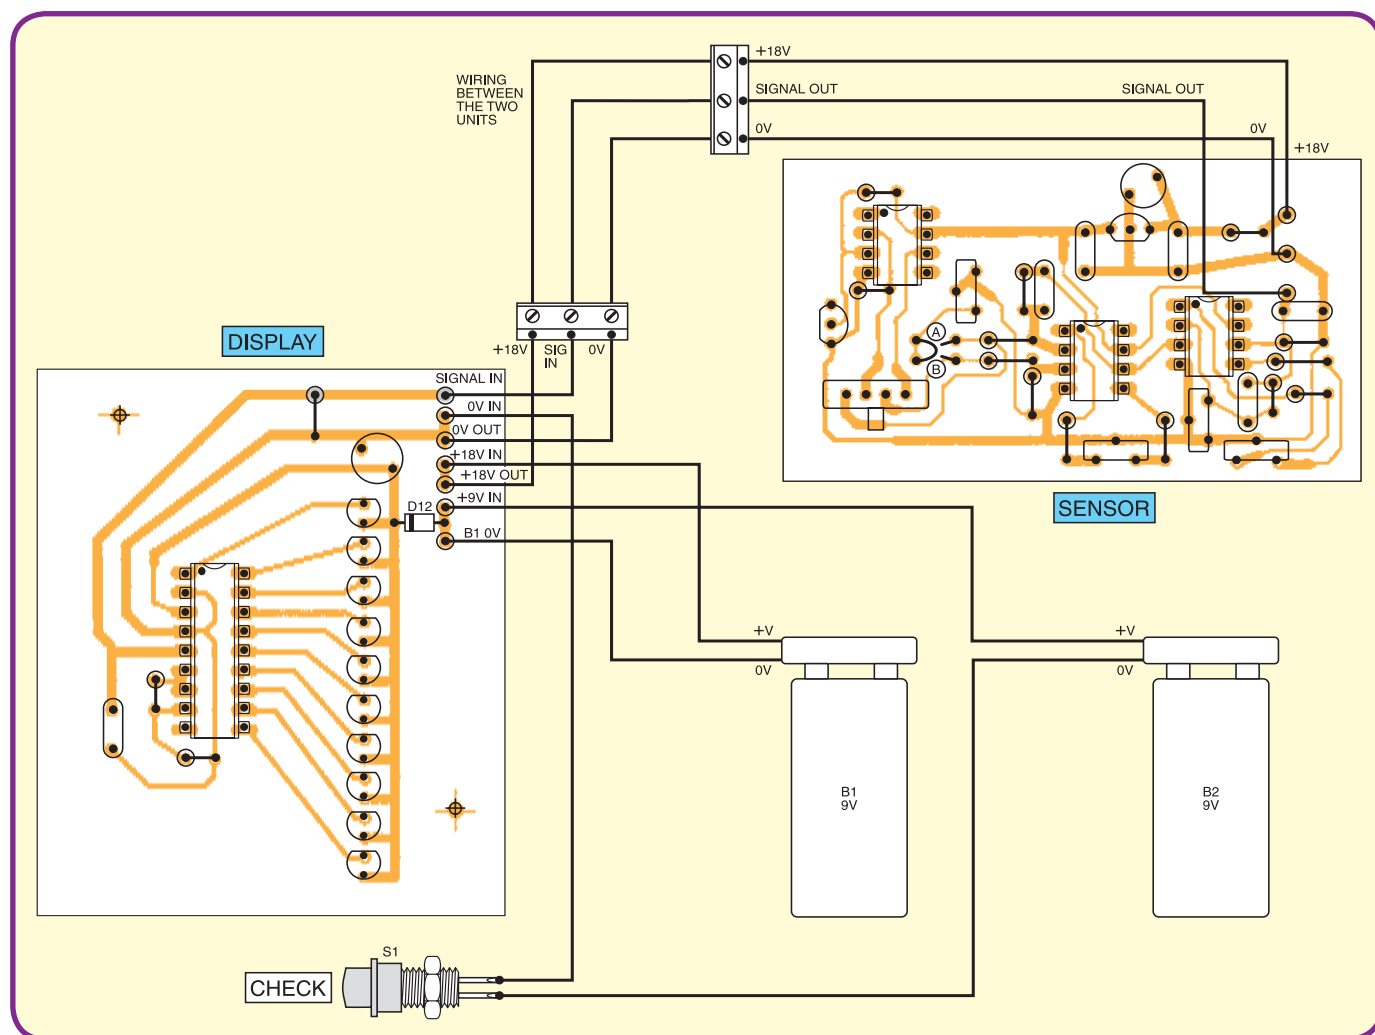 +18V
WIRING
BETWEEN
THE TWO
UNITS
SIGNAL OUT
SIGNAL OUT
0V
0V
+18V
DISPLAY
+18V
SIG
IN
0V
SIGNAL IN
0V IN
0V OUT
+18V IN
+18V OUT
+9V IN
D12
B1 0V
A
B
SENSOR
+V
0V
+V
0V
B1
9V
B2
9V
S1
CHECK